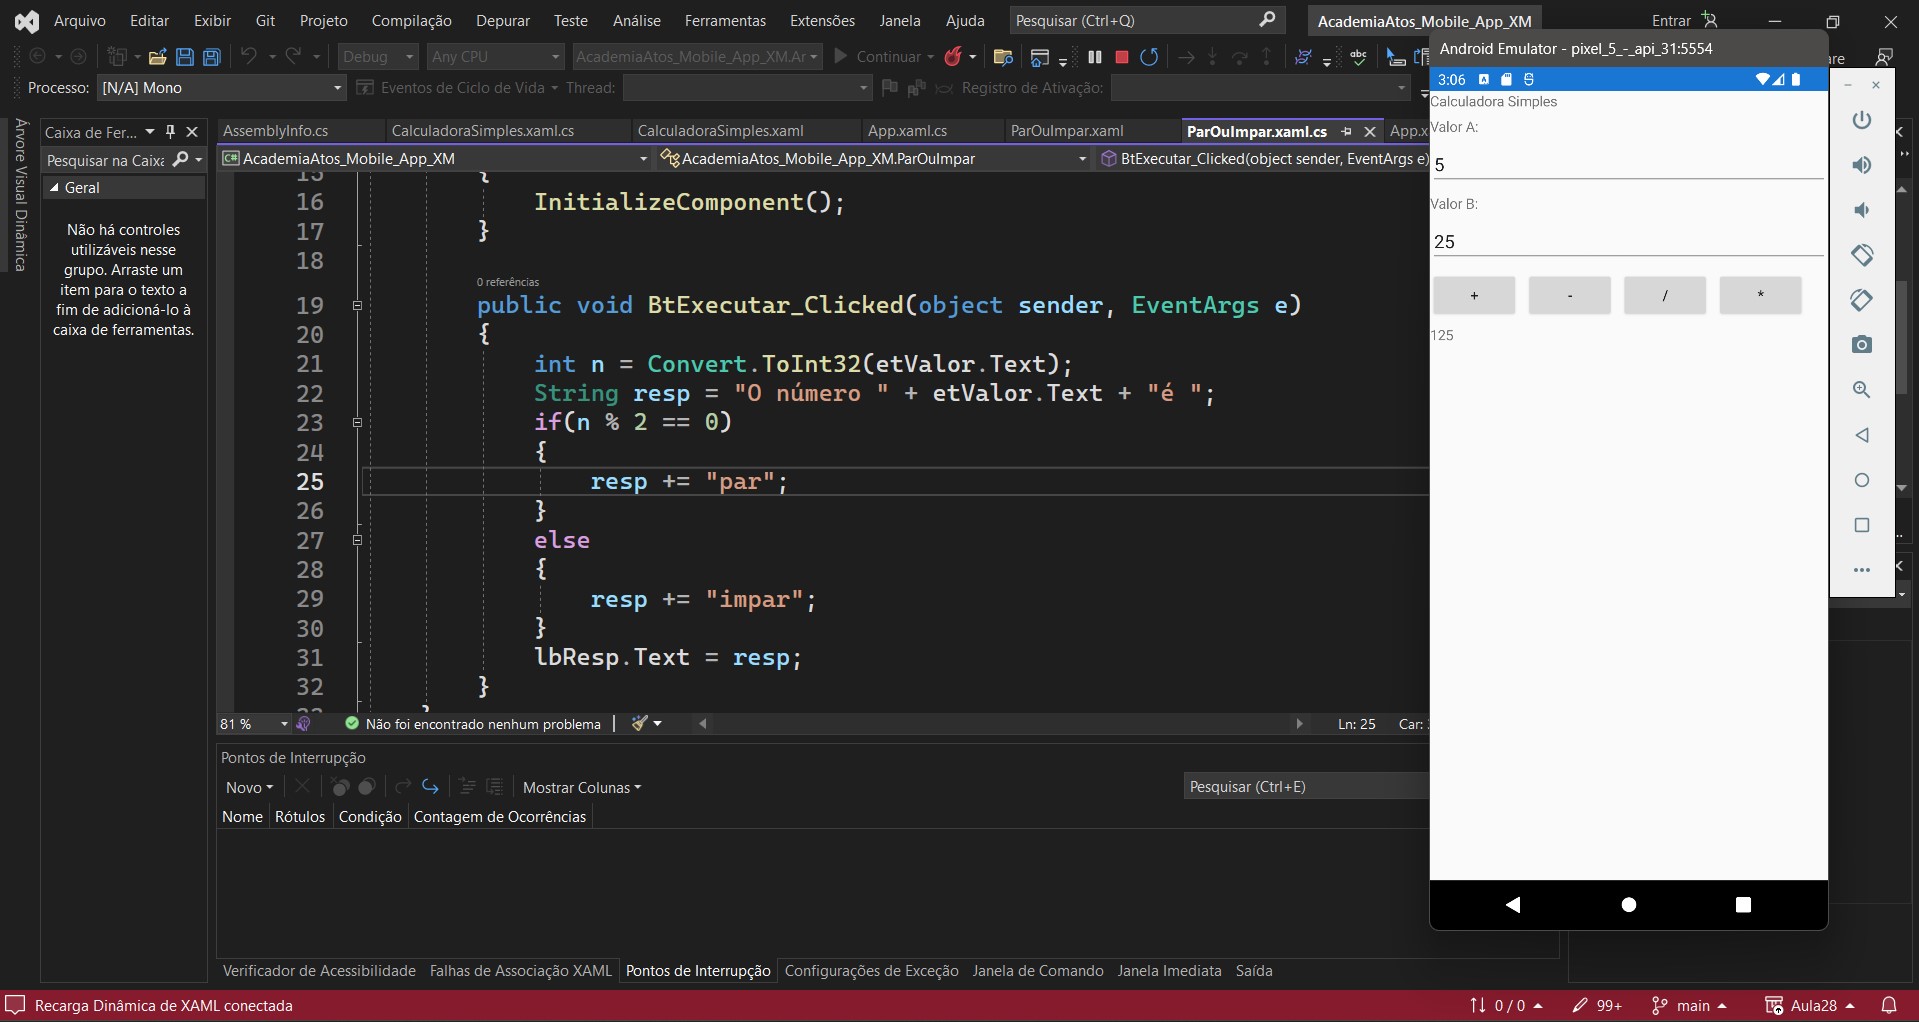 Arquivo Editar Exibir Git Projeto Compilação Depurar Teste Análise Ferramentas Extensões Janela Ajuda Pesquisar (Ctrl+Q) AcademiaAtos_Mobile_App_XM Entrar
Debug Any CPU AcademiaAtos_Mobile_App_XM.Ar Continuar
Processo: [N/A] Mono Eventos de Ciclo de Vida Thread: Registro de Ativação:
Árvore Visual Dinâmica
Caixa de Fer...
Pesquisar na Caixa
Geral
Não há controles
utilizáveis nesse
grupo. Arraste um
item para o texto a
fim de adicioná-lo à
caixa de ferramentas.
AssemblyInfo.cs CalculadoraSimples.xaml.cs CalculadoraSimples.xaml App.xaml.cs ParOuImpar.xaml ParOuImpar.xaml.cs App.x
C# AcademiaAtos_Mobile_App_XM AcademiaAtos_Mobile_App_XM.ParOuImpar BtExecutar_Clicked(object sender, EventArgs e)
15 {
16 InitializeComponent();
17 }
18
0 referências
19 public void BtExecutar_Clicked(object sender, EventArgs e)
20 {
21 int n = Convert.ToInt32(etValor.Text);
22 String resp = "O número " + etValor.Text + "é ";
23 if(n % 2 == 0)
24 {
25 resp += "par";
26 }
27 else
28 {
29 resp += "impar";
30 }
31 lbResp.Text = resp;
32 }
81 % Não foi encontrado nenhum problema Ln: 25 Car:
Pontos de Interrupção
Novo Mostrar Colunas Pesquisar (Ctrl+E)
Nome Rótulos Condição Contagem de Ocorrências
Verificador de Acessibilidade Falhas de Associação XAML Pontos de Interrupção Configurações de Exceção Janela de Comando Janela Imediata Saída
Recarga Dinâmica de XAML conectada 0 / 0 99+ main Aula28
Android Emulator - pixel_5_-_api_31:5554
3:06
Calculadora Simples
Valor A:
5
Valor B:
25
+ - / *
125